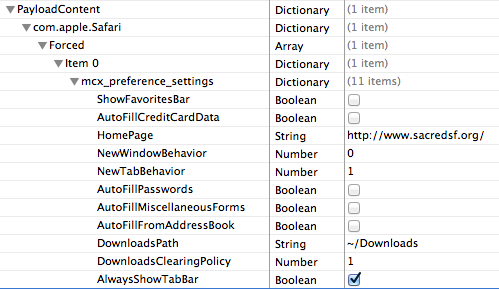 PayloadContent Dictionary (1 item)
com.apple.Safari Dictionary (1 item)
Forced Array (1 item)
Item 0 Dictionary (1 item)
mcx_preference_settings Dictionary (11 items)
ShowFavoritesBar Boolean
AutoFillCreditCardData Boolean
HomePage String http://www.sacredsf.org/
NewWindowBehavior Number 0
NewTabBehavior Number 1
AutoFillPasswords Boolean
AutoFillMiscellaneousForms Boolean
AutoFillFromAddressBook Boolean
DownloadsPath String ~/Downloads
DownloadsClearingPolicy Number 1
AlwaysShowTabBar Boolean